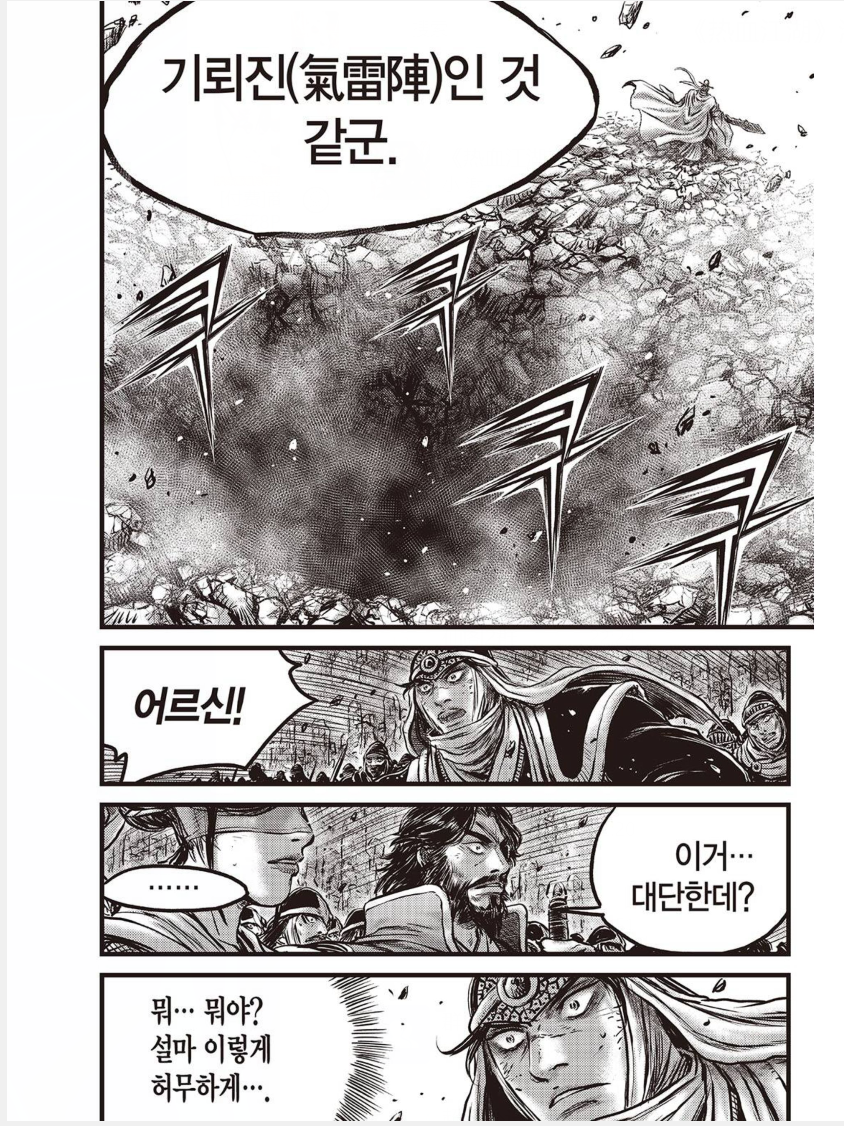 기뢰진(氣雷陣)인 것
같군.
쿠
쿠
쿠
쿠
어르신!
이거…
대단한데?
……
뭐… 뭐야?
설마 이렇게
허무하게….